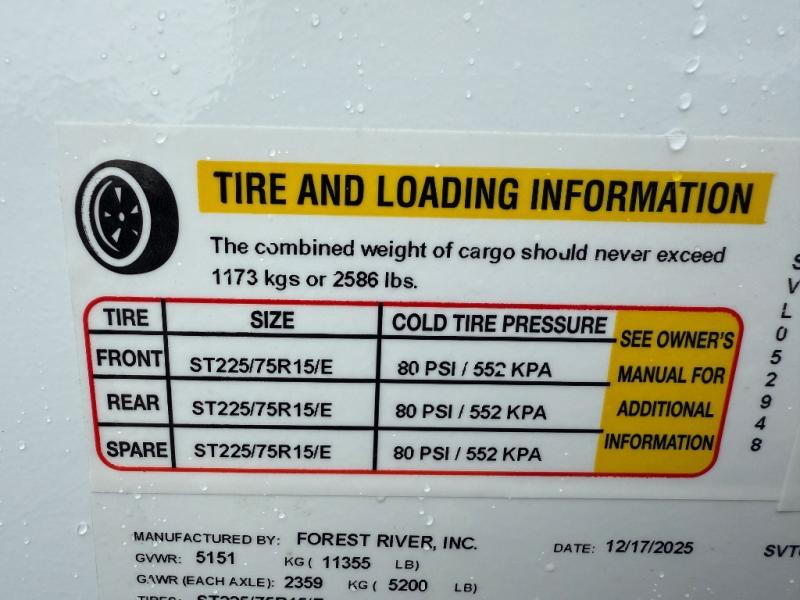 TIRE AND LOADING INFORMATION
The combined weight of cargo should never exceed
1173 kgs or 2586 lbs.
TIRE SIZE COLD TIRE PRESSURE
FRONT ST225/75R15/E 80 PSI / 552 KPA
REAR ST225/75R15/E 80 PSI / 552 KPA
SPARE ST225/75R15/E 80 PSI / 552 KPA
SEE OWNER'S
MANUAL FOR
ADDITIONAL
INFORMATION
S
V
L
0
5
2
9
4
8
MANUFACTURED BY: FOREST RIVER, INC. DATE: 12/17/2025
GVWR: 5151 KG ( 11355 LB)
GAWR (EACH AXLE): 2359 KG ( 5200 LB)
TIRES: ST225/75R15/E